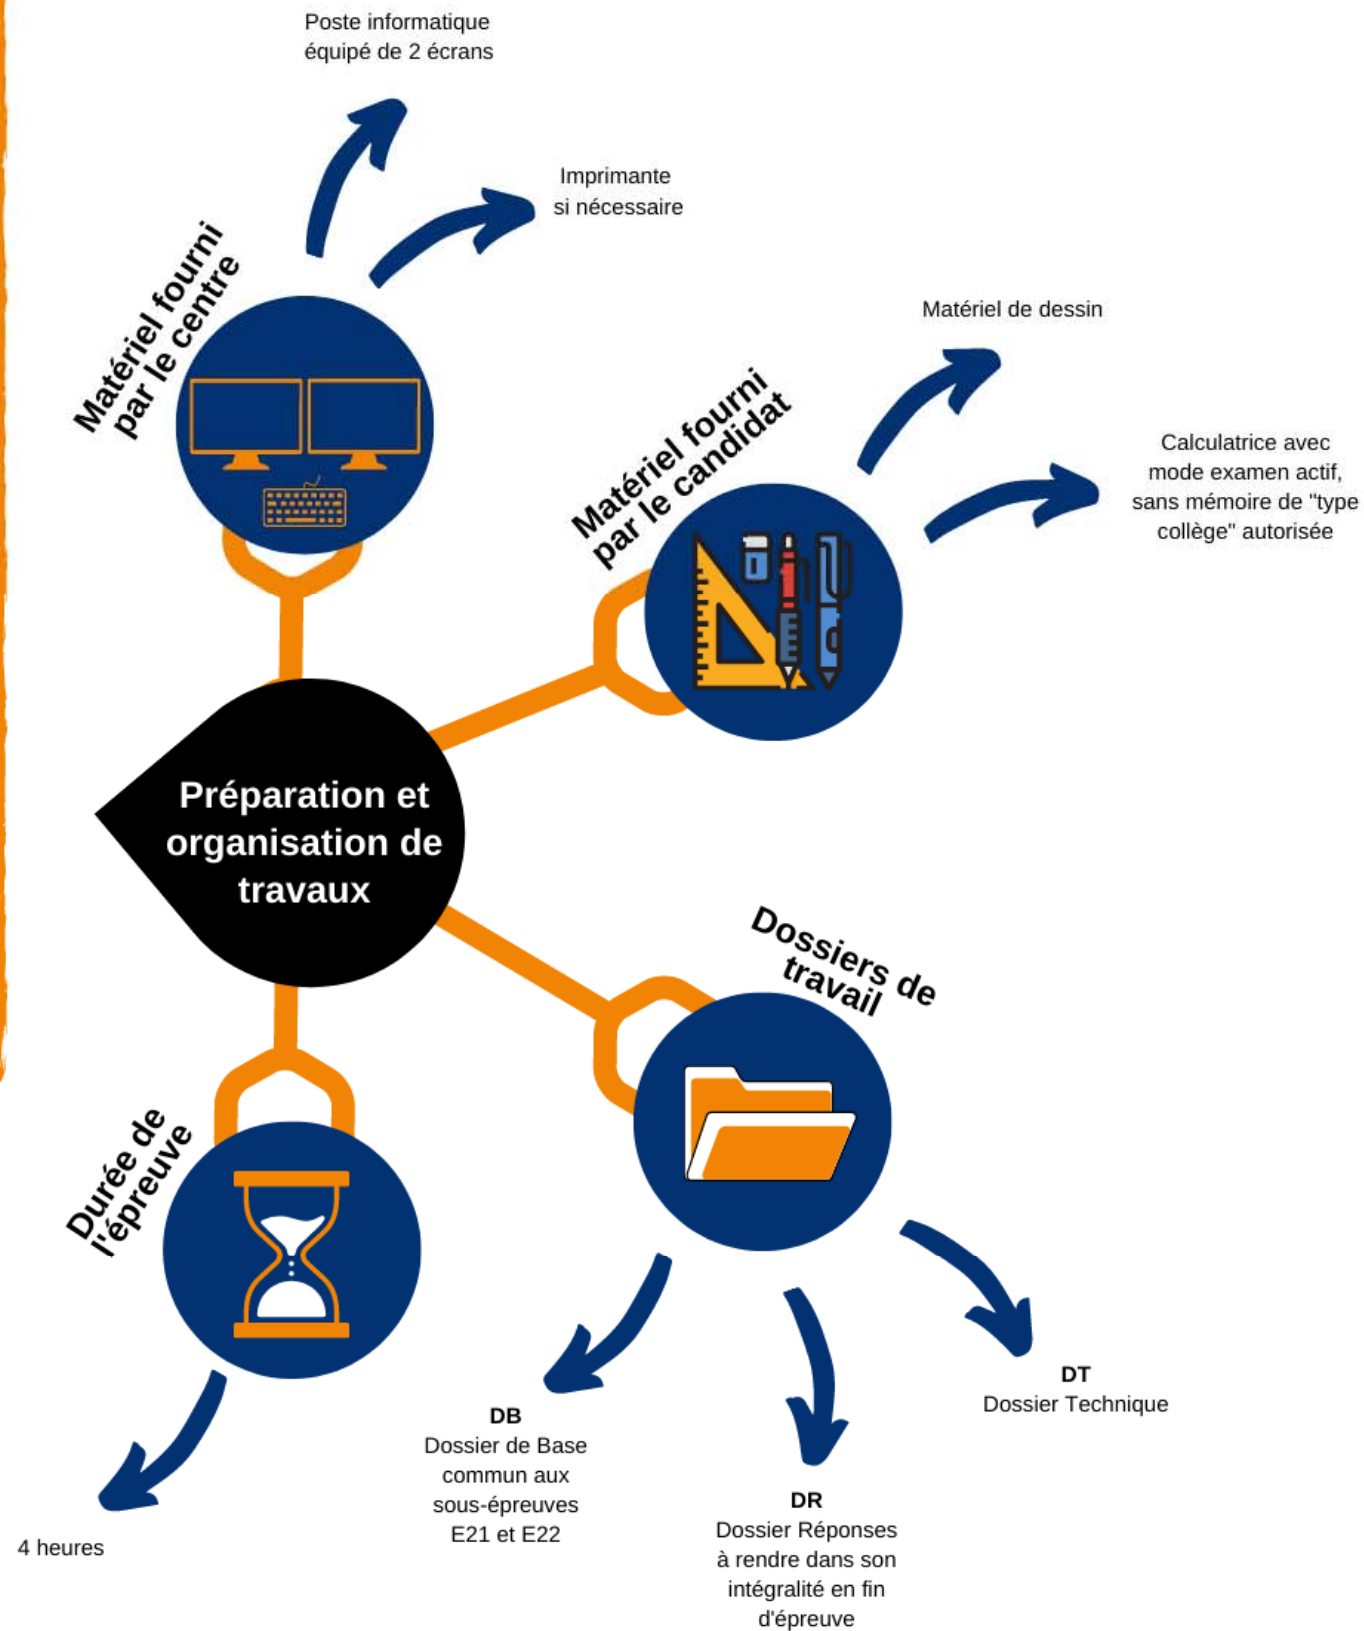 Poste informatique
équipé de 2 écrans
Imprimante
si nécessaire
Matériel fourni
par le centre
Matériel de dessin
Matériel fourni
par le candidat
Calculatrice avec
mode examen actif,
sans mémoire de "type
collège" autorisée
Préparation et
organisation de
travaux
Dossiers de
travail
Durée de
l'épreuve
DT
Dossier Technique
DB
Dossier de Base
commun aux
sous-épreuves
E21 et E22
DR
Dossier Réponses
à rendre dans son
intégralité en fin
d'épreuve
4 heures